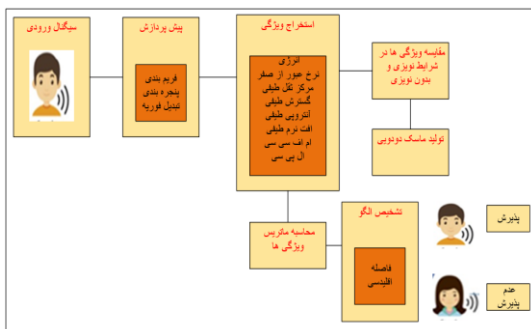 سیگنال ورودی
پیش پردازش
فریم بندی
پنجره بندی
تبدیل فوریه
استخراج ویژگی
انرژی
نرخ عبور از صفر
مرکز ثقل طیفی
گسترش طیفی
آنتروپی طیفی
افت نرم طیفی
ام اف سی سی
ال پی سی
مقایسه ویژگی ها در
شرایط نویزی و
بدون نویزی
تولید ماسک دودویی
محاسبه ماتریس
ویژگی ها
تشخیص الگو
فاصله
اقلیدسی
پذیرش
عدم
پذیرش